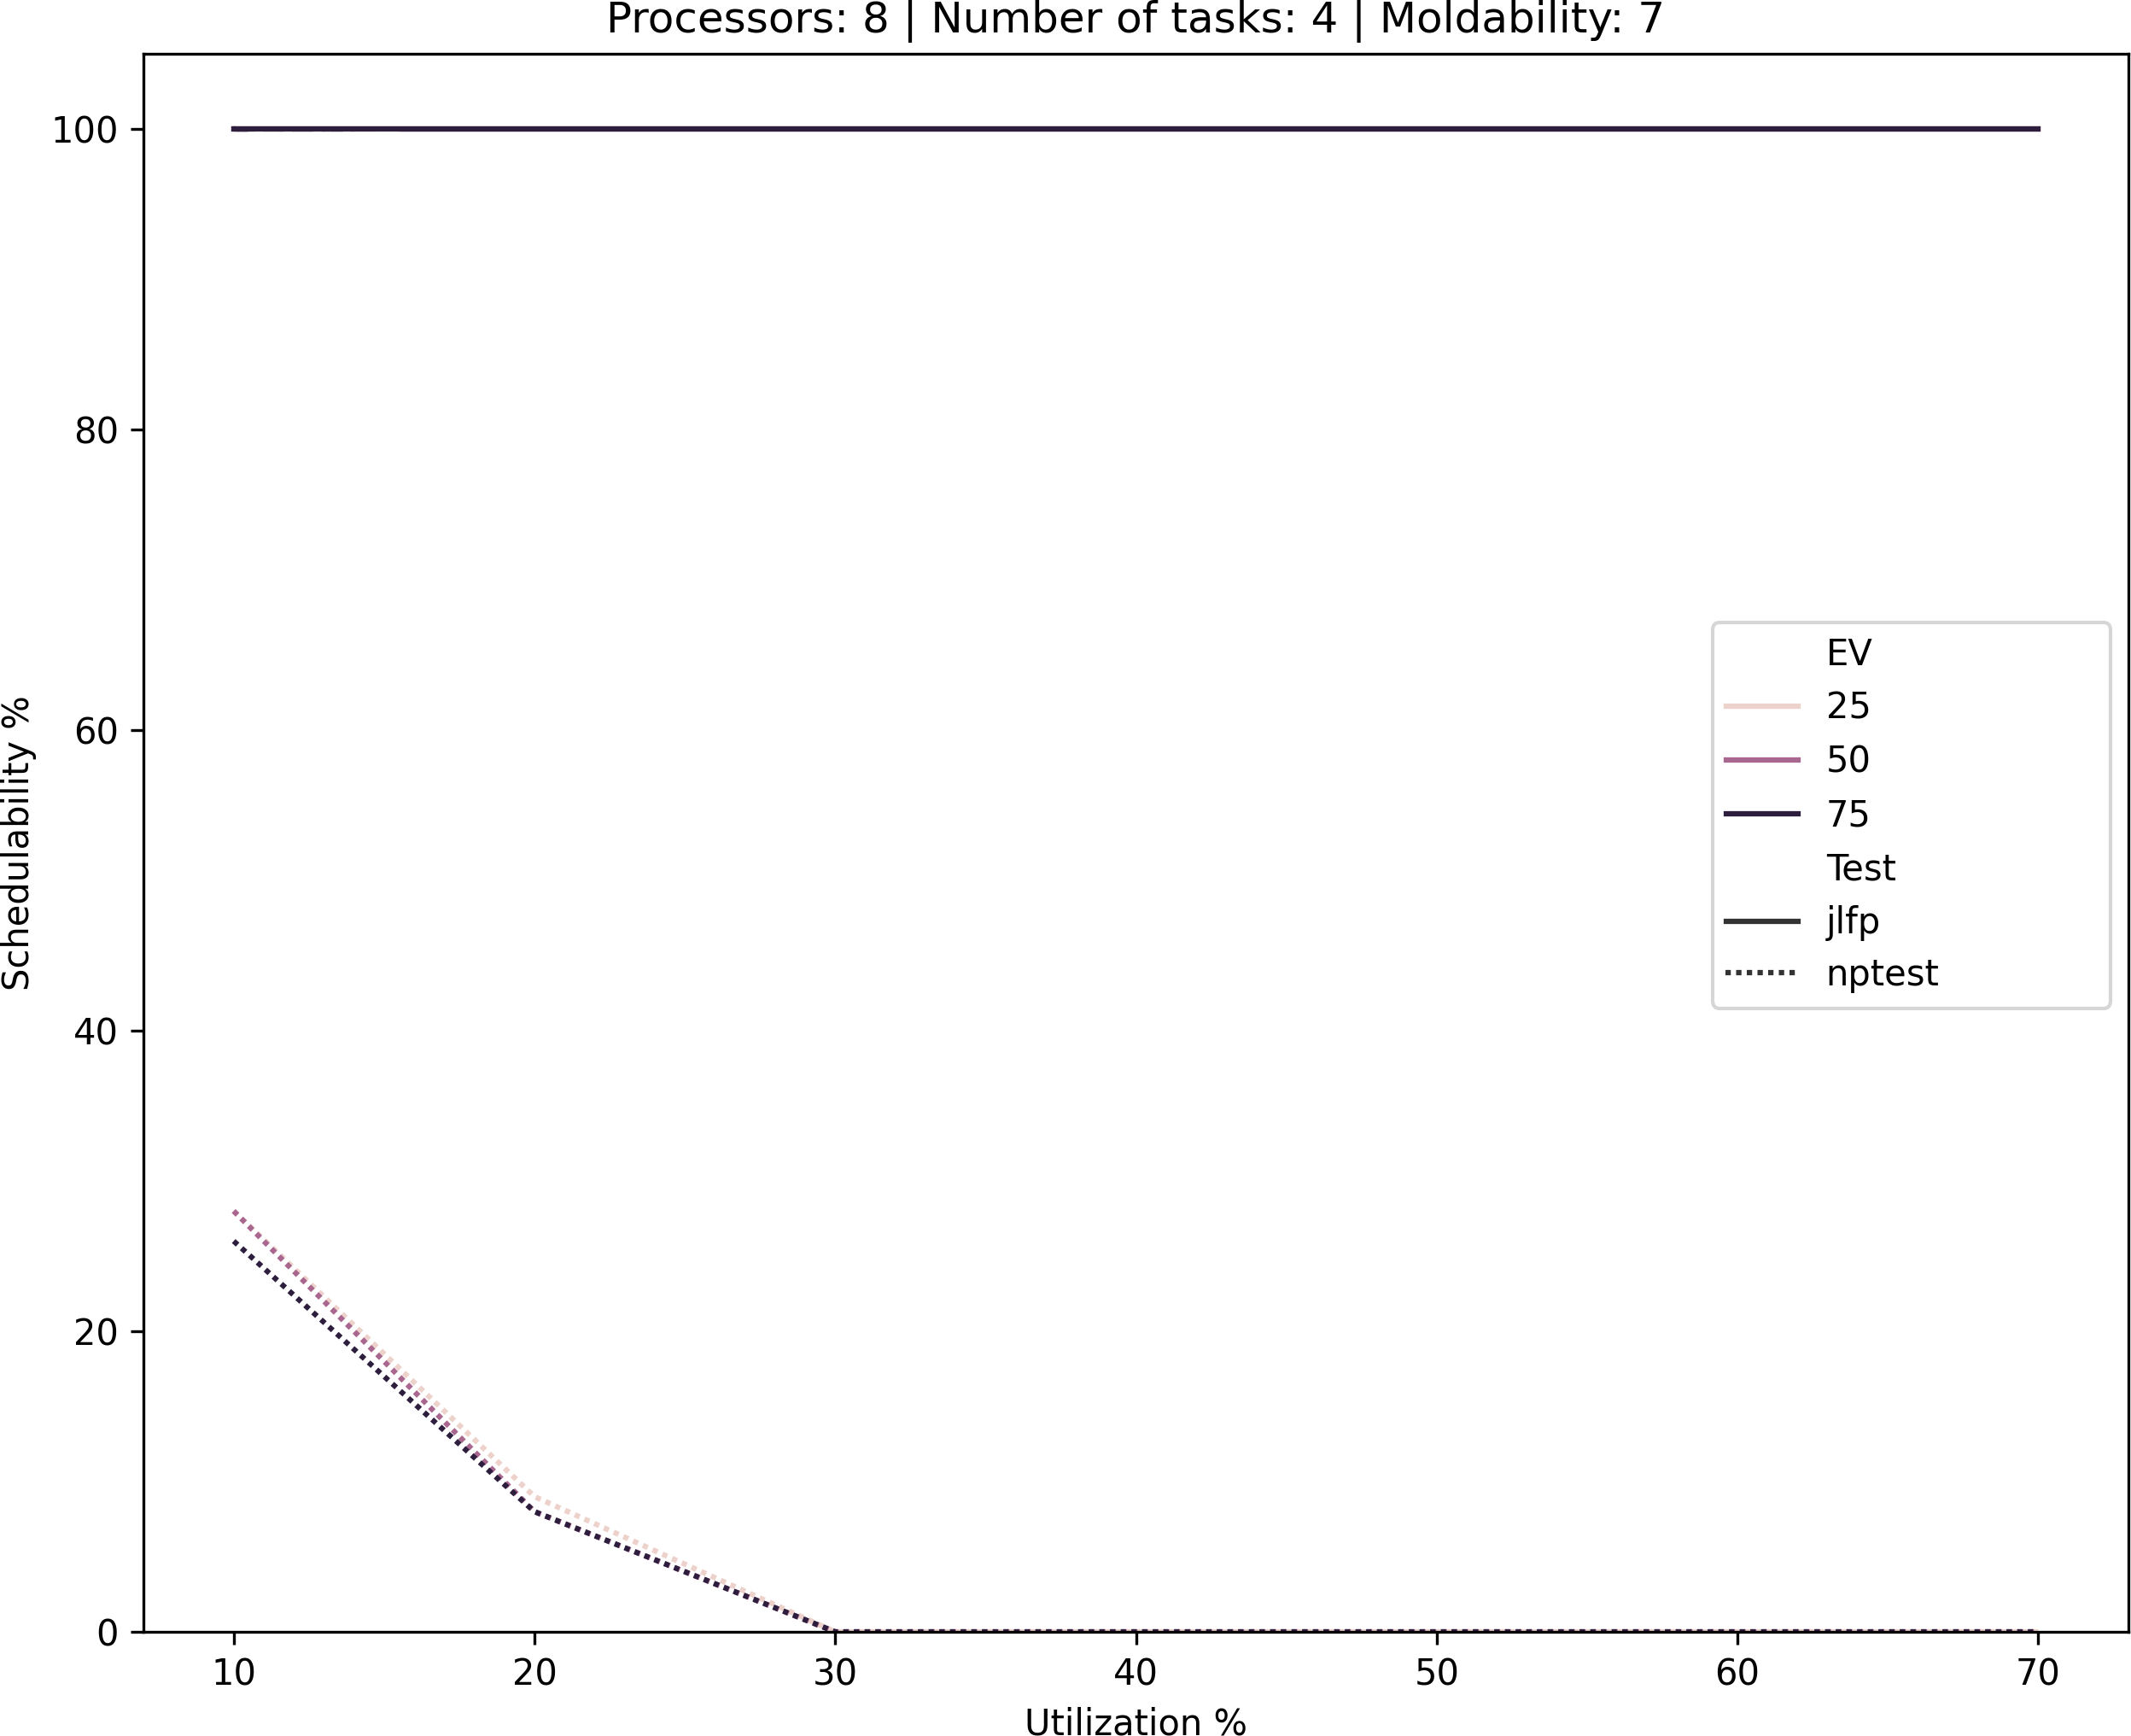 Processors: 8 | Number of tasks: 4 | Moldability: 7
Schedulability %
100
80
60
40
20
0
EV
25
50
75
Test
jlfp
nptest
10 20 30 40 50 60 70
Utilization %